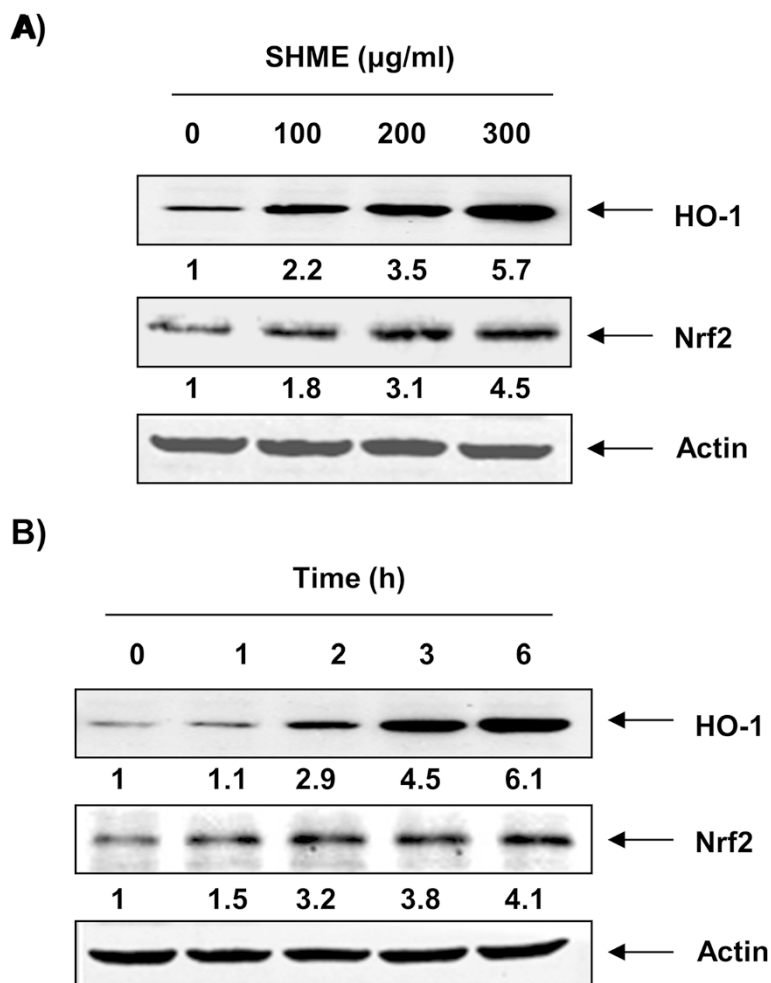 A)
SHME (µg/ml)
0 100 200 300
HO-1
1 2.2 3.5 5.7
Nrf2
1 1.8 3.1 4.5
Actin
B)
Time (h)
0 1 2 3 6
HO-1
1 1.1 2.9 4.5 6.1
Nrf2
1 1.5 3.2 3.8 4.1
Actin